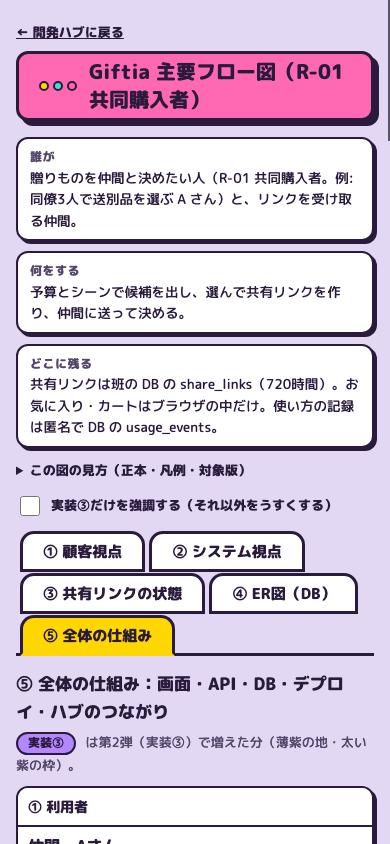 ← 開発ハブに戻る
Giftia 主要フロー図（R-01
共同購入者）
誰が
贈りものを仲間と決めたい人（R-01 共同購入者。例:
同僚3人で送別品を選ぶ A さん）と、リンクを受け取
る仲間。
何をする
予算とシーンで候補を出し、選んで共有リンクを作
り、仲間に送って決める。
どこに残る
共有リンクは班の DB の share_links（720時間）。お
気に入り・カートはブラウザの中だけ。使い方の記録
は匿名で DB の usage_events。
▶ この図の見方（正本・凡例・対象版）
実装③だけを強調する（それ以外をうすくする）
① 顧客視点
② システム視点
③ 共有リンクの状態
④ ER図（DB）
⑤ 全体の仕組み
⑤ 全体の仕組み：画面・API・DB・デプロ
イ・ハブのつながり
実装③ は第2弾（実装③）で増えた分（薄紫の地・太い
紫の枠）。
① 利用者